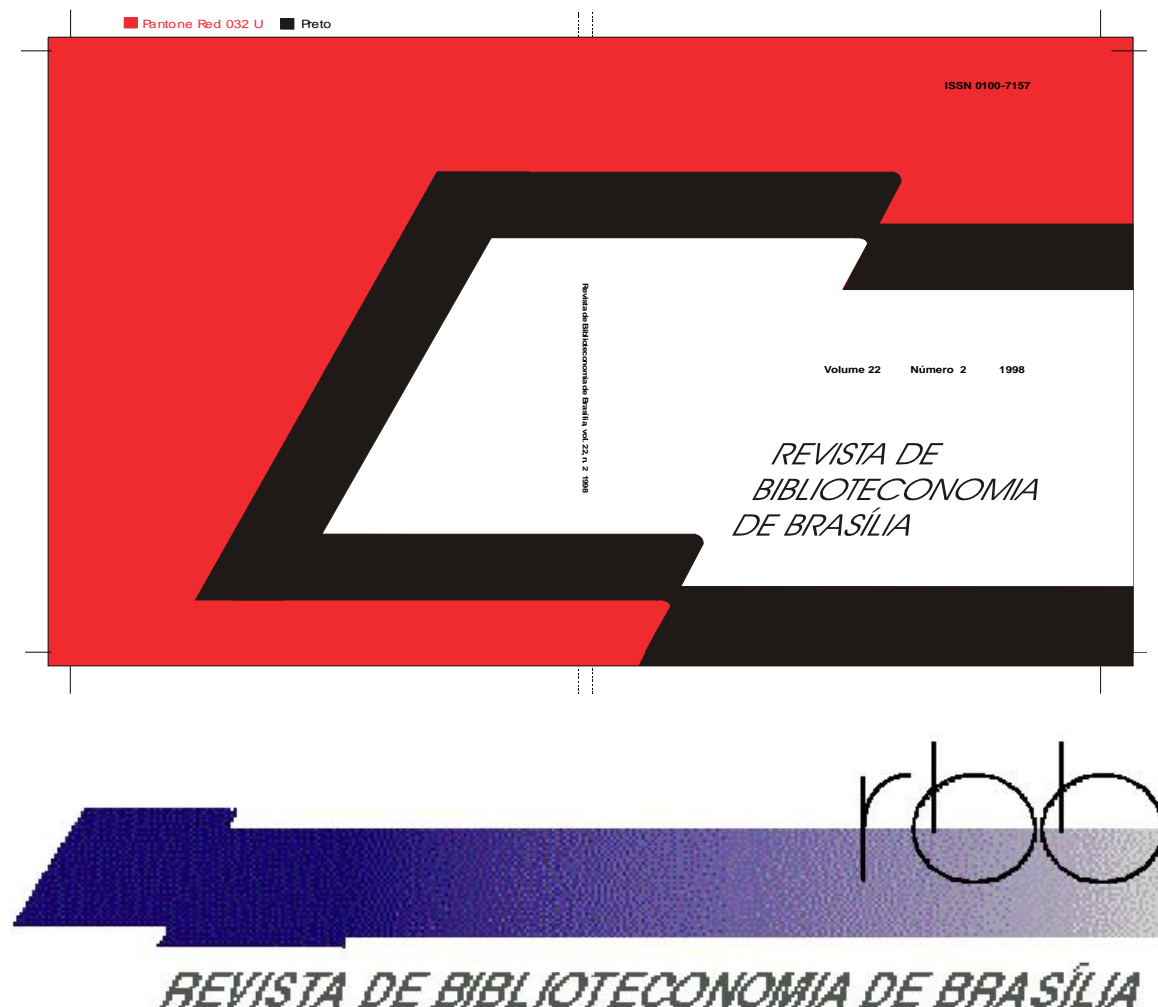 Pantone Red 032 U Preto
ISSN 0100-7157
Revista de Biblioteconomia de Brasília, vol. 22, n. 2 1998
Volume 22 Número 2 1998
REVISTA DE
BIBLIOTECONOMIA
DE BRASÍLIA
rbb
REVISTA DE BIBLIOTECONOMIA DE BRASÍLIA